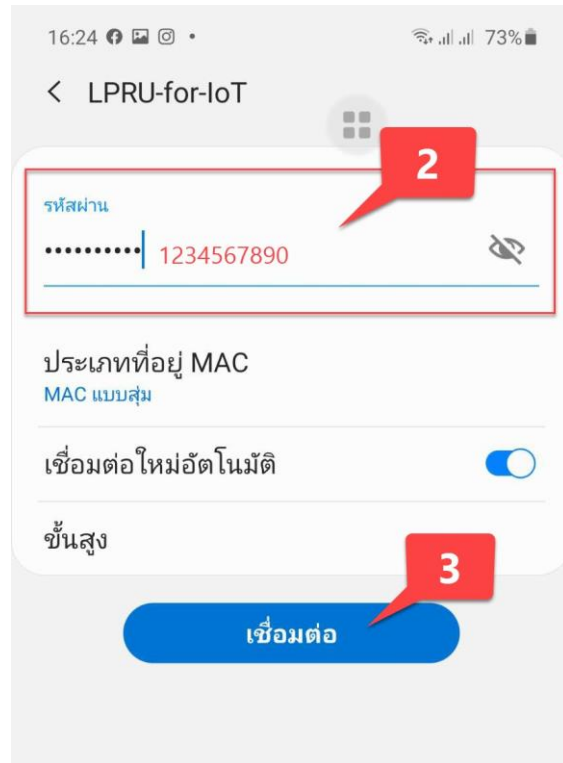 16:24 73%
LPRU-for-IoT
2
รหัสผ่าน
•••••••••• 1234567890
ประเภทที่อยู่ MAC
MAC แบบสุ่ม
เชื่อมต่อใหม่อัตโนมัติ
ขั้นสูง
3
เชื่อมต่อ